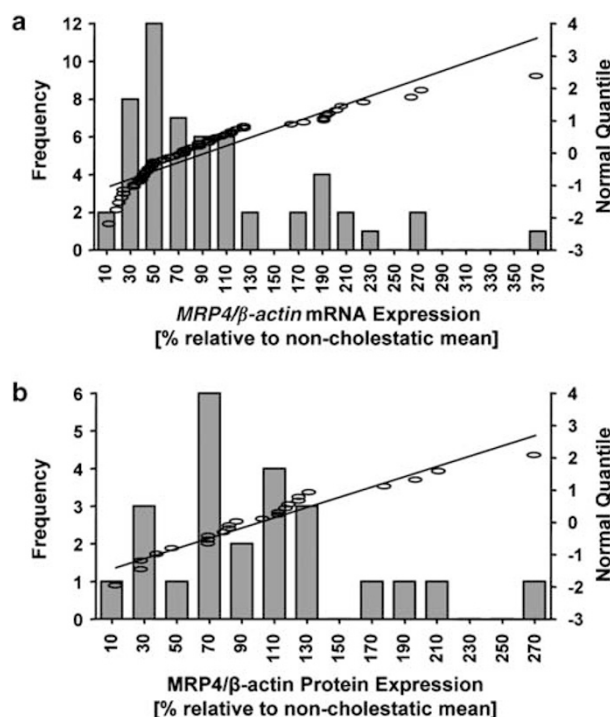 a
12
10
8
6
4
2
0
Frequency
4
3
2
1
0
-1
-2
-3
Normal Quantile
10 30 50 70 90 110 130 150 170 190 210 230 250 270 290 310 330 350 370
MRP4/β-actin mRNA Expression
[% relative to non-cholestatic mean]
b
6
5
4
3
2
1
0
Frequency
4
3
2
1
0
-1
-2
-3
Normal Quantile
10 30 50 70 90 110 130 150 170 190 210 230 250 270
MRP4/β-actin Protein Expression
[% relative to non-cholestatic mean]